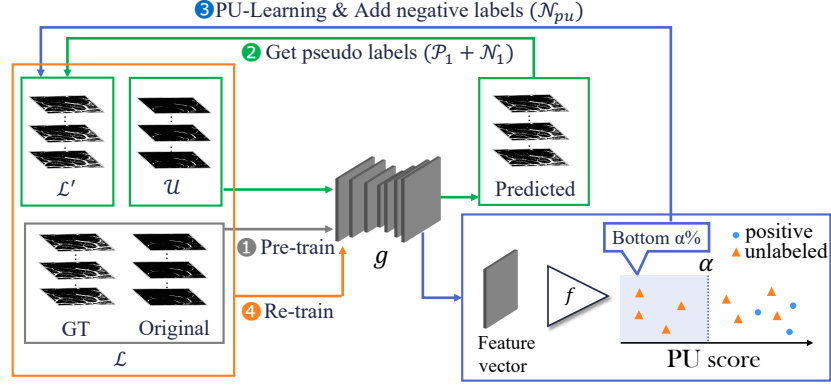 ❸PU-Learning & Add negative labels (𝒩pu)
❷ Get pseudo labels (𝒫1 + 𝒩1)
ℒ′
𝒰
Predicted
❶ Pre-train
g
Bottom α%
positive
unlabeled
α
GT
Original
❹ Re-train
f
Feature
vector
PU score
ℒ